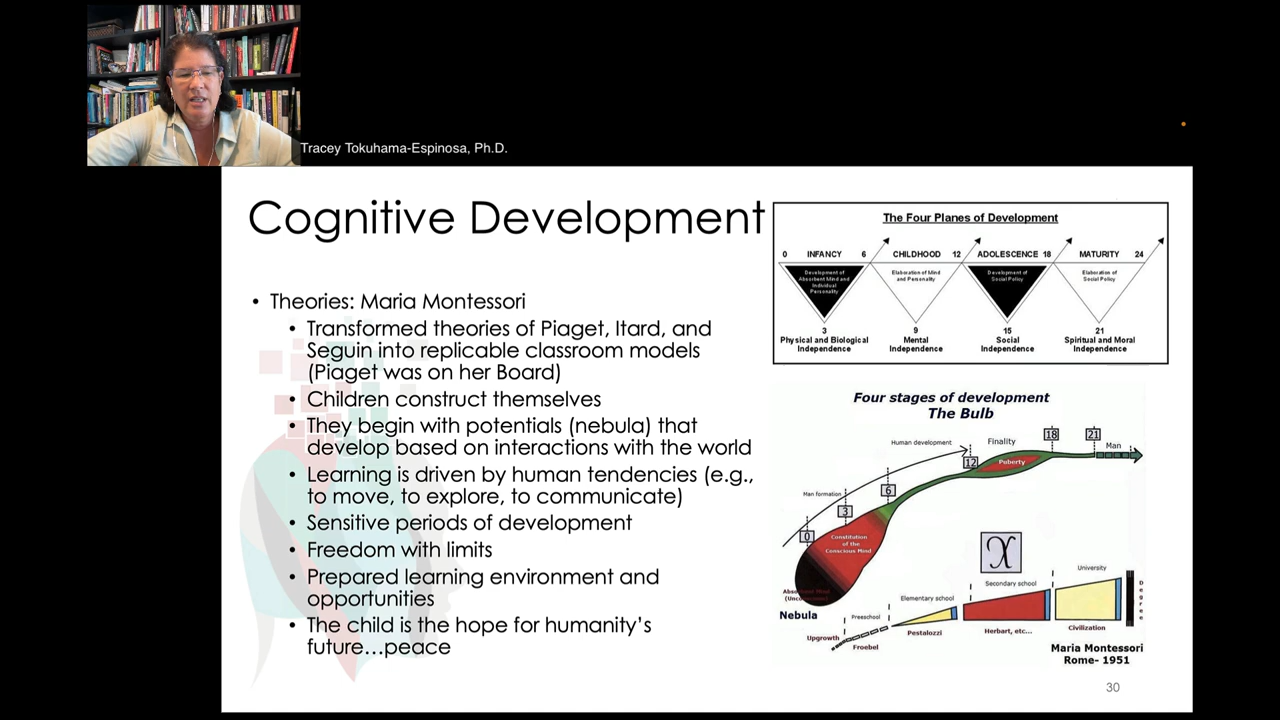 Tracey Tokuhama-Espinosa, Ph.D.
Cognitive Development
• Theories: Maria Montessori
• Transformed theories of Piaget, Itard, and
Seguin into replicable classroom models
(Piaget was on her Board)
• Children construct themselves
• They begin with potentials (nebula) that
develop based on interactions with the world
• Learning is driven by human tendencies (e.g.,
to move, to explore, to communicate)
• Sensitive periods of development
• Freedom with limits
• Prepared learning environment and
opportunities
• The child is the hope for humanity's
future...peace
The Four Planes of Development
0 INFANCY 6 CHILDHOOD 12 ADOLESCENCE 18 MATURITY 24
Development of
Absorbent Mind and
Individual
Personality
Elaboration of Mind
and Personality
Development of
Social Policy
Elaboration of
Social Policy
3 9 15 21
Physical and Biological
Independence
Mental
Independence
Social
Independence
Spiritual and Moral
Independence
Four stages of development
The Bulb
Human development
Finality
18
21
Man
12
Puberty
Man formation
6
3
0
Constitution
of the
Conscious Mind
Nebula
X
University
Secondary school
Elementary school
Preschool
Upgrowth
Froebel
Pestalozzi
Herbart, etc...
Civilization
Degree
Maria Montessori
Rome- 1951
30